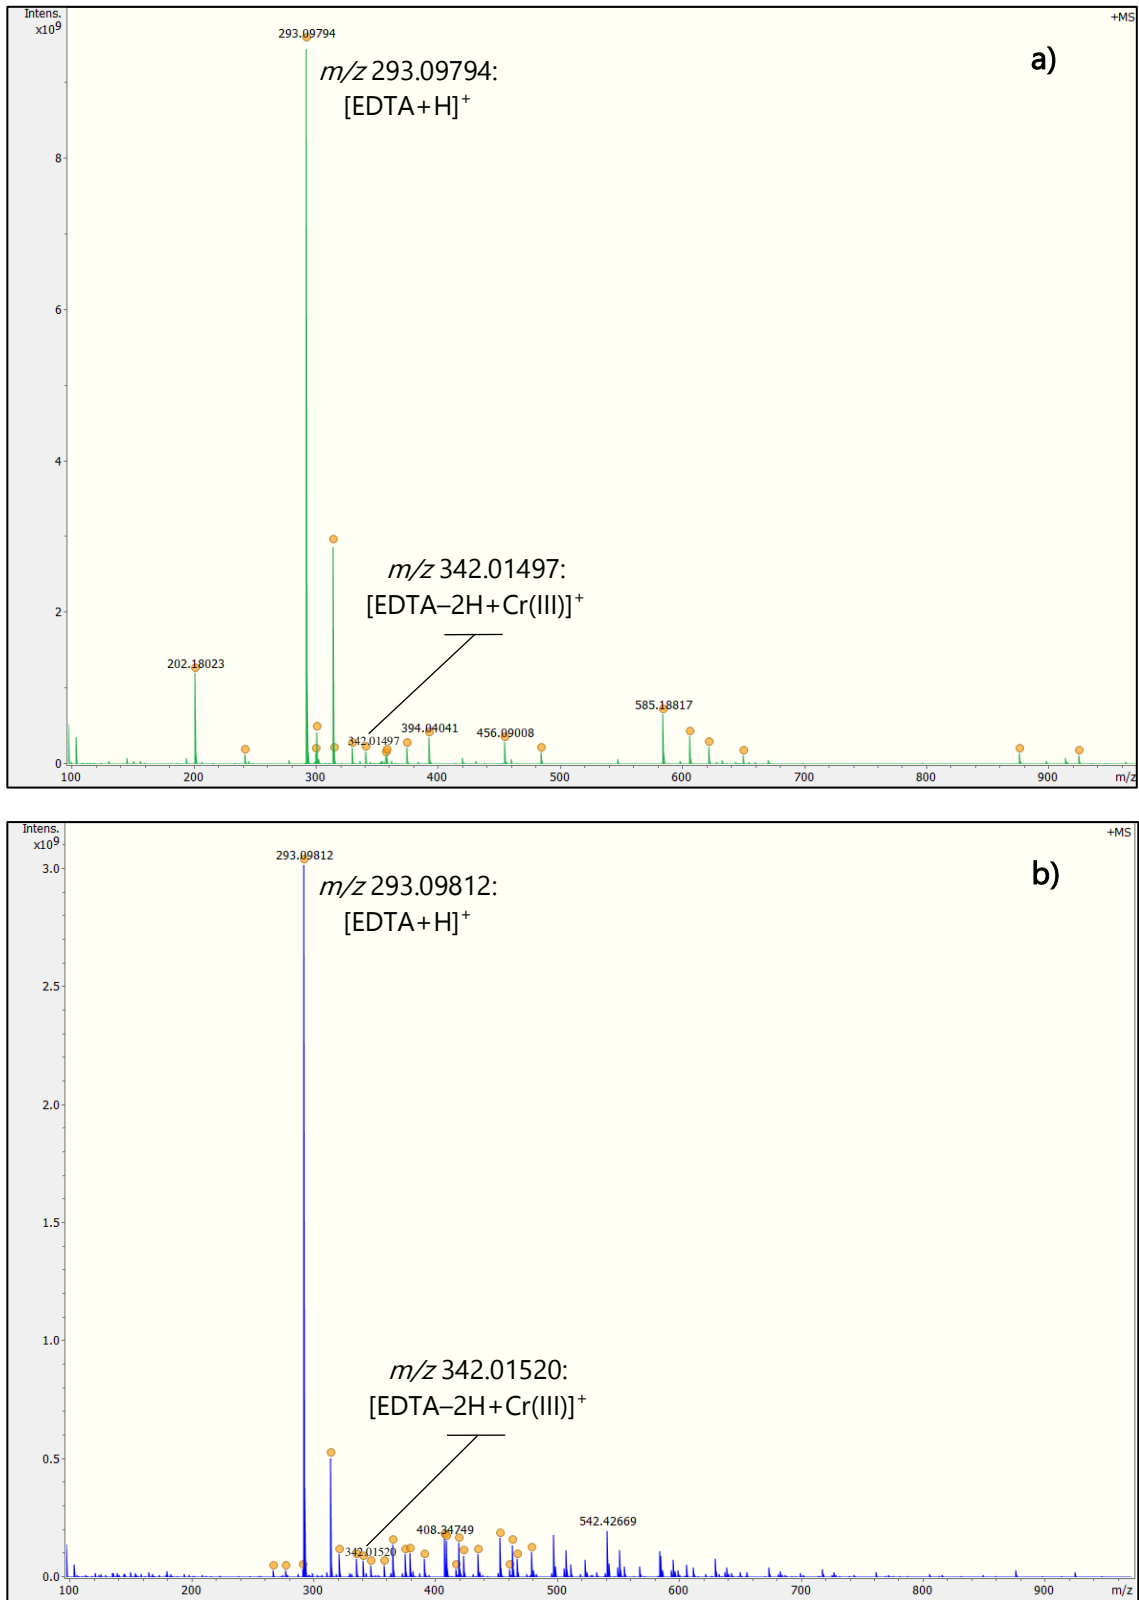 Intens.
x10⁹
+MS
a)
293.09794
m/z 293.09794:
[EDTA+H]⁺
8
6
4
m/z 342.01497:
[EDTA–2H+Cr(III)]⁺
2
202.18023
342.01497
394.04041
456.09008
585.18817
0
100 200 300 400 500 600 700 800 900 m/z
Intens.
x10⁹
+MS
b)
293.09812
3.0
m/z 293.09812:
[EDTA+H]⁺
2.5
2.0
1.5
1.0
m/z 342.01520:
[EDTA–2H+Cr(III)]⁺
0.5
342.01520
408.34749
542.42669
0.0
100 200 300 400 500 600 700 800 900 m/z